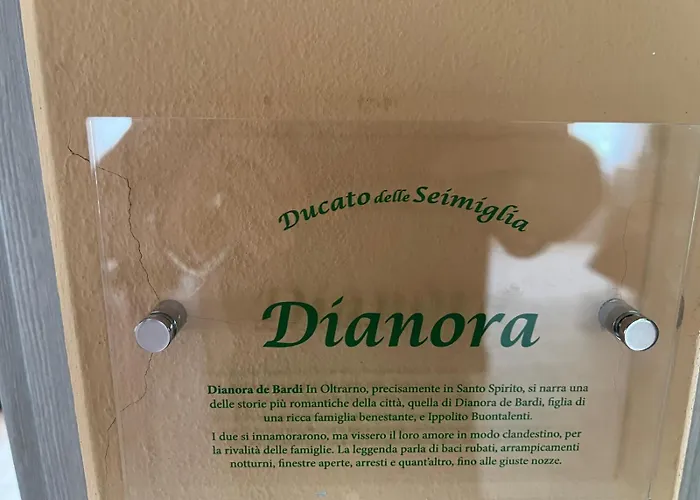 Ducato delle Seimiglia
Dianora
Dianora de Bardi In Oltrarno, precisamente in Santo Spirito, si narra una
delle storie più romantiche della città, quella di Dianora de Bardi, figlia di
una ricca famiglia benestante, e Ippolito Buontalenti.
I due si innamorarono, ma vissero il loro amore in modo clandestino, per
la rivalità delle famiglie. La leggenda parla di baci rubati, arrampicamenti
notturni, finestre aperte, arresti e quant'altro, fino alle giuste nozze.